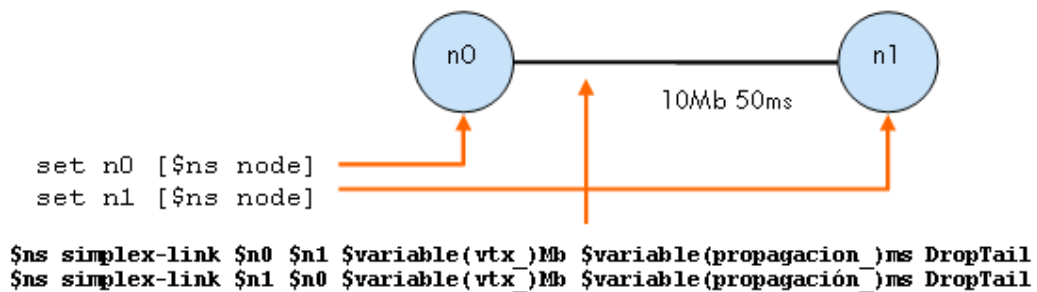 n0
n1
10Mb 50ms
set n0 [$ns node]
set n1 [$ns node]
$ns simplex-link $n0 $n1 $variable(vtx_)Mb $variable(propagacion_)ms DropTail
$ns simplex-link $n1 $n0 $variable(vtx_)Mb $variable(propagación_)ms DropTail